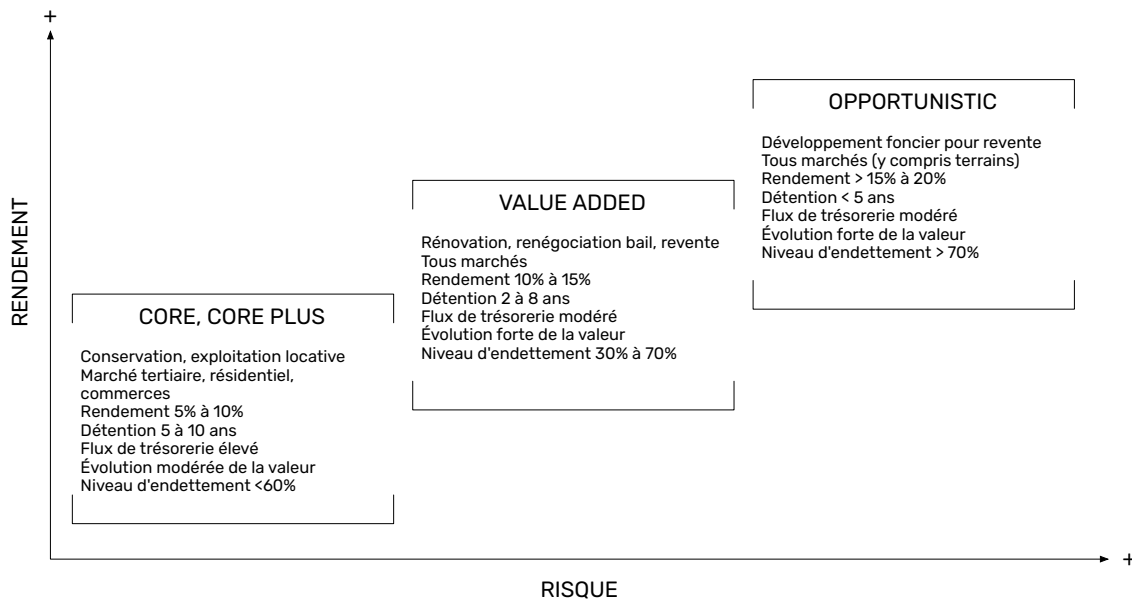 +
OPPORTUNISTIC
Développement foncier pour revente
Tous marchés (y compris terrains)
Rendement > 15% à 20%
Détention < 5 ans
Flux de trésorerie modéré
Évolution forte de la valeur
Niveau d'endettement > 70%
VALUE ADDED
Rénovation, renégociation bail, revente
Tous marchés
Rendement 10% à 15%
Détention 2 à 8 ans
Flux de trésorerie modéré
Évolution forte de la valeur
Niveau d'endettement 30% à 70%
RENDEMENT
CORE, CORE PLUS
Conservation, exploitation locative
Marché tertiaire, résidentiel,
commerces
Rendement 5% à 10%
Détention 5 à 10 ans
Flux de trésorerie élevé
Évolution modérée de la valeur
Niveau d'endettement <60%
+
RISQUE